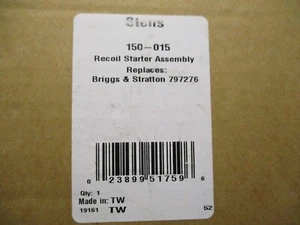 Stens
150-015
Recoil Starter Assembly
Replaces:
Briggs & Stratton 797276
0 23899 51759 6
Qty: 1
Made in: TW
19161 TW 52